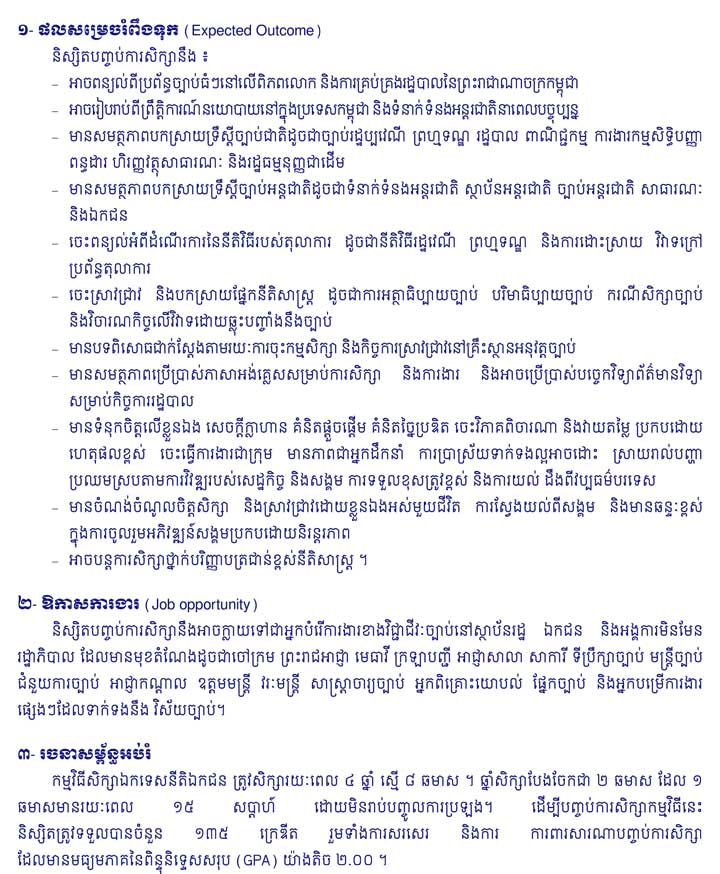 ១- ផលសម្រេចរំពឹងទុក (Expected Outcome)
និស្សិតបញ្ចប់ការសិក្សានឹង ៖
– អាចពន្យល់ពីប្រព័ន្ធច្បាប់ធំៗនៅលើពិភពលោក និងការគ្រប់គ្រងរដ្ឋបាលនៃព្រះរាជាណាចក្រកម្ពុជា
– អាចរៀបរាប់ពីព្រឹត្តិការណ៍នយោបាយនៅក្នុងប្រទេសកម្ពុជា និងទំនាក់ទំនងអន្តរជាតិនាពេលបច្ចុប្បន្ន
– មានសមត្ថភាពបកស្រាយទ្រឹស្តីច្បាប់ជាតិដូចជាច្បាប់រដ្ឋប្បវេណី ព្រហ្មទណ្ឌ រដ្ឋបាល ពាណិជ្ជកម្ម ការងារកម្មសិទ្ធិបញ្ញា
ពន្ធដារ ហិរញ្ញវត្ថុសាធារណៈ និងរដ្ឋធម្មនុញ្ញជាដើម
– មានសមត្ថភាពបកស្រាយទ្រឹស្តីច្បាប់អន្តជាតិដូចជាទំនាក់ទំនងអន្តរជាតិ ស្ថាប័នអន្តរជាតិ ច្បាប់អន្តរជាតិ សាធារណៈ
និងឯកជន
– ចេះពន្យល់អំពីដំណើរការនៃនីតិវិធីរបស់តុលាការ ដូចជានីតិវិធីរដ្ឋវេណី ព្រហ្មទណ្ឌ និងការដោះស្រាយ វិវាទក្រៅ
ប្រព័ន្ធតុលាការ
– ចេះស្រាវជ្រាវ និងបកស្រាយផ្នែកនីតិសាស្ត្រ ដូចជាការអត្ថាធិប្បាយច្បាប់ បរិមាធិប្បាយច្បាប់ ករណីសិក្សាច្បាប់
និងវិចារណកិច្ចលើវិវាទដោយឆ្លុះបញ្ចាំងនឹងច្បាប់
– មានបទពិសោធជាក់ស្តែងតាមរយៈការចុះកម្មសិក្សា និងកិច្ចការស្រាវជ្រាវនៅគ្រឹះស្ថានអនុវត្តច្បាប់
– មានសមត្ថភាពប្រើប្រាស់ភាសាអង់គ្លេសសម្រាប់ការសិក្សា និងការងារ និងអាចប្រើប្រាស់បច្ចេកវិទ្យាព័ត៌មានវិទ្យា
សម្រាប់កិច្ចការរដ្ឋបាល
– មានទំនុកចិត្តលើខ្លួនឯង សេចក្តីក្លាហាន គំនិតផ្តួចផ្តើម គំនិតច្នៃប្រឌិត ចេះវិភាគពិចារណា និងវាយតម្លៃ ប្រកបដោយ
ហេតុផលខ្ពស់ ចេះធ្វើការងារជាក្រុម មានភាពជាអ្នកដឹកនាំ ការប្រាស្រ័យទាក់ទងល្អអាចដោះ ស្រាយរាល់បញ្ហា
ប្រឈមស្របតាមការវិវឌ្ឍរបស់សេដ្ឋកិច្ច និងសង្គម ការទទួលខុសត្រូវខ្ពស់ និងការយល់ ដឹងពីវប្បធម៌បរទេស
– មានចំណង់ចំណូលចិត្តសិក្សា និងស្រាវជ្រាវដោយខ្លួនឯងអស់មួយជីវិត ការស្វែងយល់ពីសង្គម និងមានឆន្ទៈខ្ពស់
ក្នុងការចូលរួមអភិវឌ្ឍន៍សង្គមប្រកបដោយនិរន្តរភាព
– អាចបន្តការសិក្សាថ្នាក់បរិញ្ញាបត្រជាន់ខ្ពស់នីតិសាស្ត្រ ។
២- ឱកាសការងារ (Job opportunity)
និស្សិតបញ្ចប់ការសិក្សានឹងអាចក្លាយទៅជាអ្នកបំរើការងារខាងវិជ្ជាជីវៈច្បាប់នៅស្ថាប័នរដ្ឋ ឯកជន និងអង្គការមិនមែន
រដ្ឋាភិបាល ដែលមានមុខតំណែងដូចជាចៅក្រម ព្រះរាជអាជ្ញា មេធាវី ក្រឡាបញ្ជី អាជ្ញាសាលា សាការី ទីប្រឹក្សាច្បាប់ មន្ត្រីច្បាប់
ជំនួយការច្បាប់ អាជ្ញាកណ្តាល ឧត្តមមន្ត្រី វរៈមន្ត្រី សាស្ត្រាចារ្យច្បាប់ អ្នកពិគ្រោះយោបល់ ផ្នែកច្បាប់ និងអ្នកបម្រើការងារ
ផ្សេងៗដែលទាក់ទងនឹង វិស័យច្បាប់។
៣- រចនាសម្ព័ន្ធអប់រំ
កម្មវិធីសិក្សាឯកទេសនីតិឯកជន ត្រូវសិក្សារយៈពេល ៤ ឆ្នាំ ស្មើ ៨ ឆមាស ។ ឆ្នាំសិក្សាបែងចែកជា ២ ឆមាស ដែល ១
ឆមាសមានរយៈពេល ១៥ សប្តាហ៍ ដោយមិនរាប់បញ្ចូលការប្រឡង។ ដើម្បីបញ្ចប់ការសិក្សាកម្មវិធីនេះ
និស្សិតត្រូវទទួលបានចំនួន ១៣៥ ក្រេឌីត រួមទាំងការសរសេរ និងការ ការពារសារណាបញ្ចប់ការសិក្សា
ដែលមានមធ្យមភាគនៃពិន្ទុនិទ្ទេសសរុប (GPA) យ៉ាងតិច ២.០០ ។